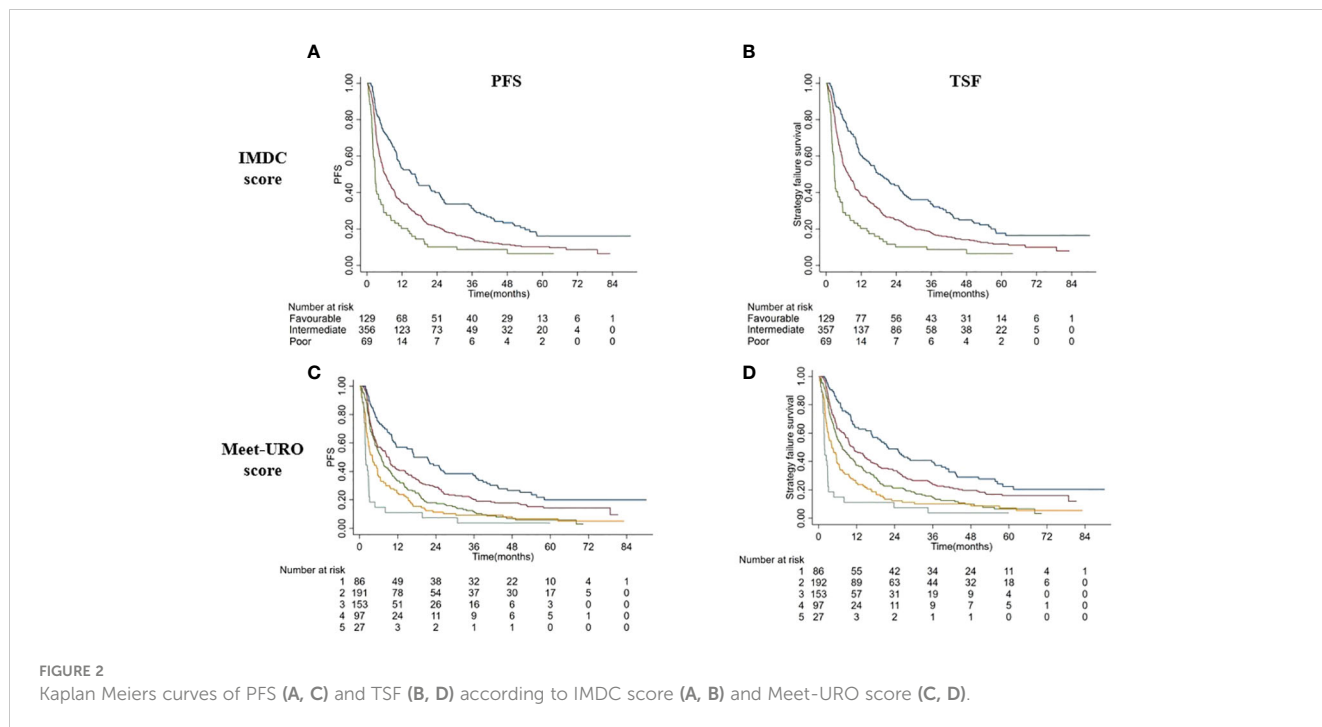 A
B
PFS
TSF
IMDC
score
PFS
1.00
0.80
0.60
0.40
0.20
0.00
0 12 24 36 48 60 72 84
Time(months)
Number at risk
Favourable 129 68 51 40 29 13 6 1
Intermediate 356 123 73 49 32 20 4 0
Poor 69 14 7 6 4 2 0 0
Strategy failure survival
1.00
0.80
0.60
0.40
0.20
0.00
0 12 24 36 48 60 72 84
Time(months)
Number at risk
Favourable 129 77 56 43 31 14 6 1
Intermediate 357 137 86 58 38 22 5 0
Poor 69 14 7 6 4 2 0 0
C
D
Meet-URO
score
PFS
1.00
0.80
0.60
0.40
0.20
0.00
0 12 24 36 48 60 72 84
Time(months)
Number at risk
1 86 49 38 32 22 10 4 1
2 191 78 54 37 30 17 5 0
3 153 51 26 16 6 3 0 0
4 97 24 11 9 6 5 1 0
5 27 3 2 1 1 0 0 0
Strategy failure survival
1.00
0.80
0.60
0.40
0.20
0.00
0 12 24 36 48 60 72 84
Time(months)
Number at risk
1 86 55 42 34 24 11 4 1
2 192 89 63 44 32 18 6 0
3 153 57 31 19 9 4 0 0
4 97 24 11 9 7 5 1 0
5 27 3 2 1 1 0 0 0
FIGURE 2
Kaplan Meiers curves of PFS (A, C) and TSF (B, D) according to IMDC score (A, B) and Meet-URO score (C, D).